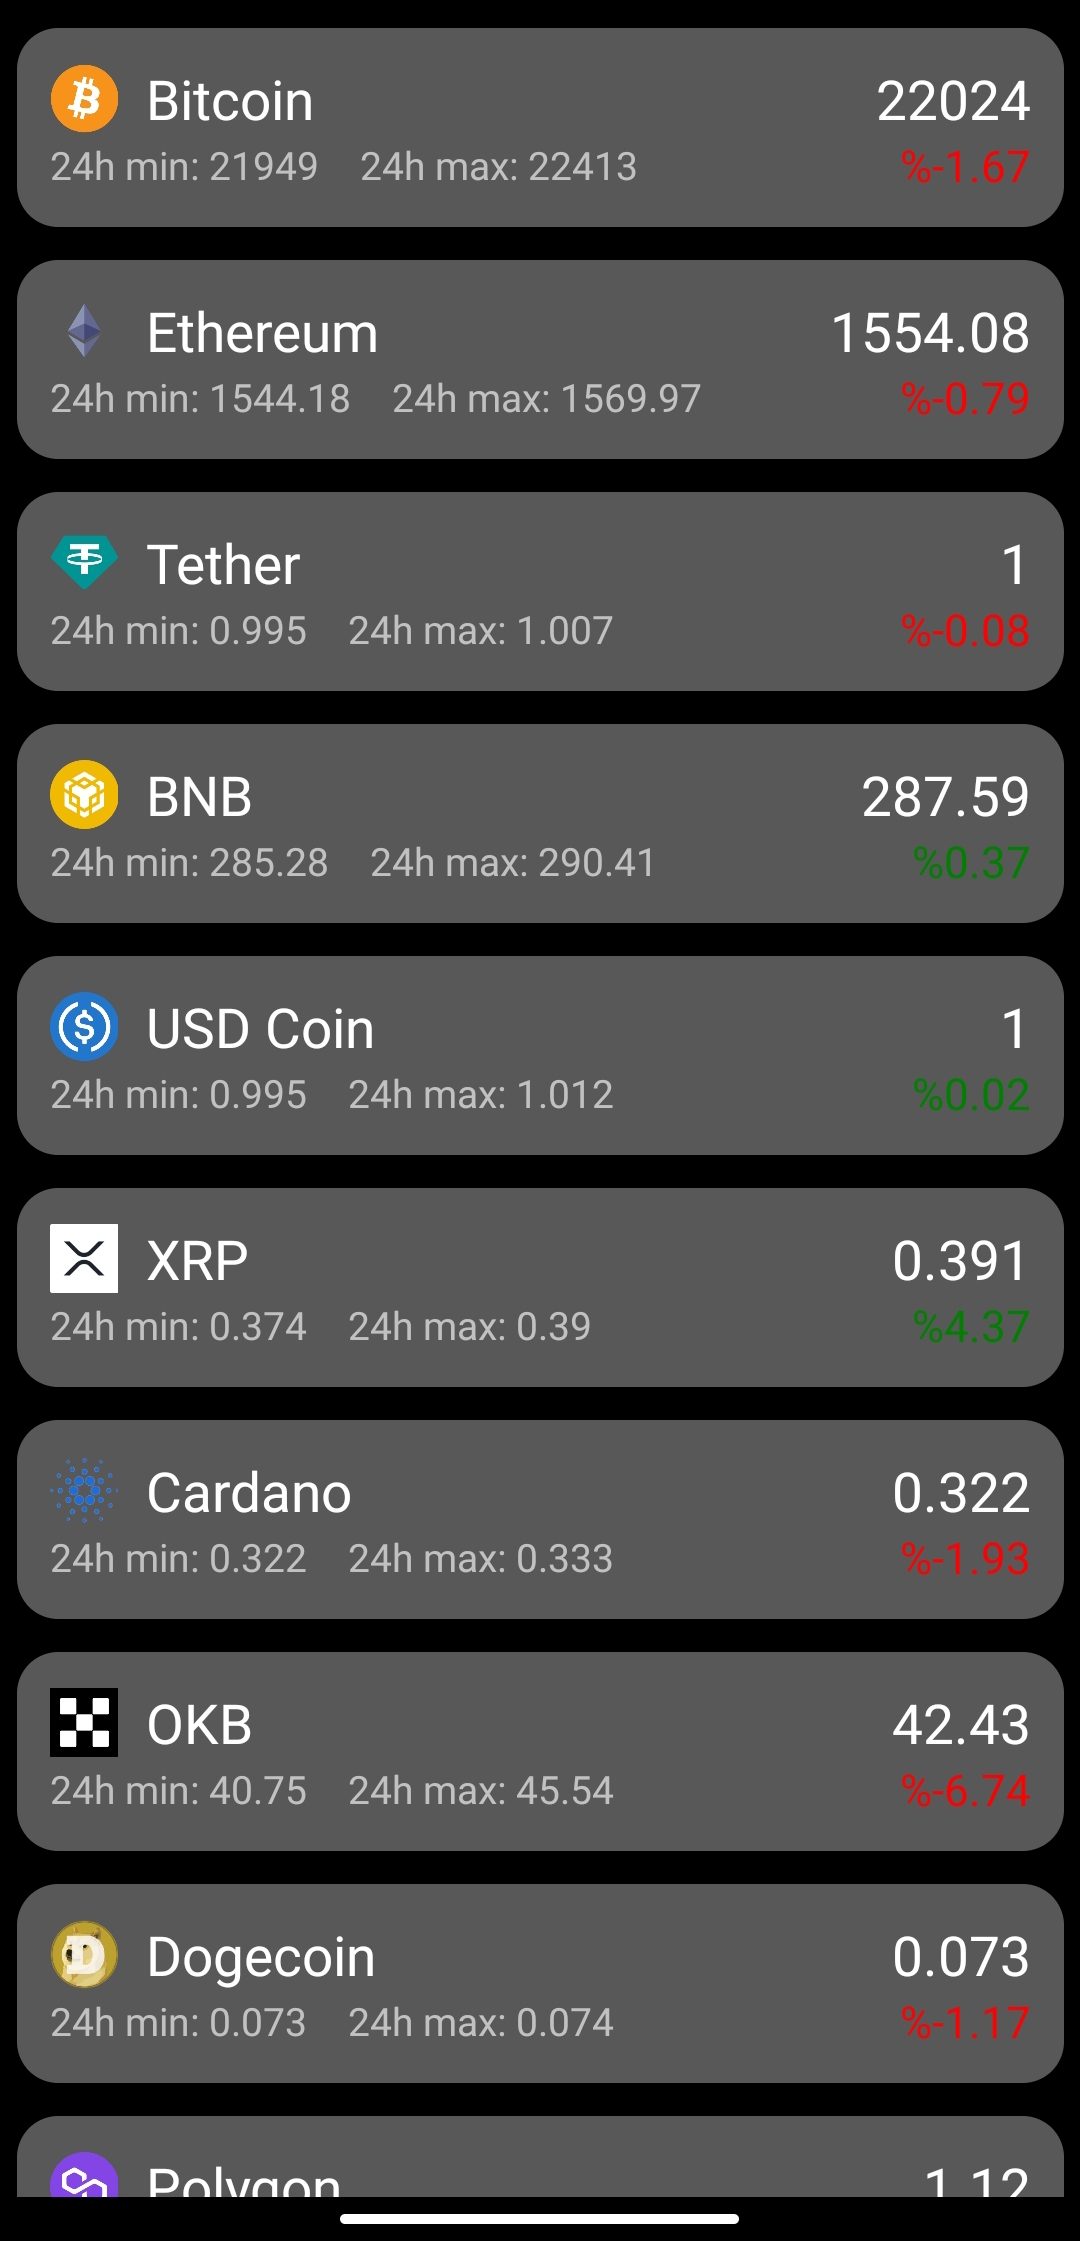 Bitcoin 22024
24h min: 21949 24h max: 22413 %-1.67
Ethereum 1554.08
24h min: 1544.18 24h max: 1569.97 %-0.79
Tether 1
24h min: 0.995 24h max: 1.007 %-0.08
BNB 287.59
24h min: 285.28 24h max: 290.41 %0.37
USD Coin 1
24h min: 0.995 24h max: 1.012 %0.02
XRP 0.391
24h min: 0.374 24h max: 0.39 %4.37
Cardano 0.322
24h min: 0.322 24h max: 0.333 %-1.93
OKB 42.43
24h min: 40.75 24h max: 45.54 %-6.74
Dogecoin 0.073
24h min: 0.073 24h max: 0.074 %-1.17
Polygon 1.12